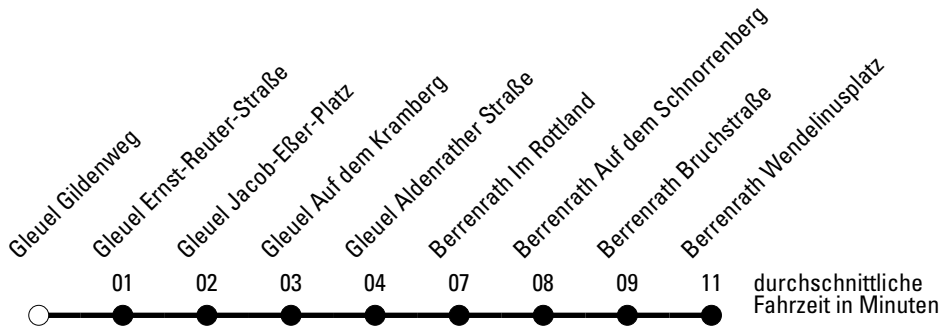 Gleuel Gildenweg
Gleuel Ernst-Reuter-Straße
Gleuel Jacob-Eßer-Platz
Gleuel Auf dem Kramberg
Gleuel Aldenrather Straße
Berrenrath Im Rottland
Berrenrath Auf dem Schnorrenberg
Berrenrath Bruchstraße
Berrenrath Wendelinusplatz
01 02 03 04 07 08 09 11 durchschnittliche
Fahrzeit in Minuten